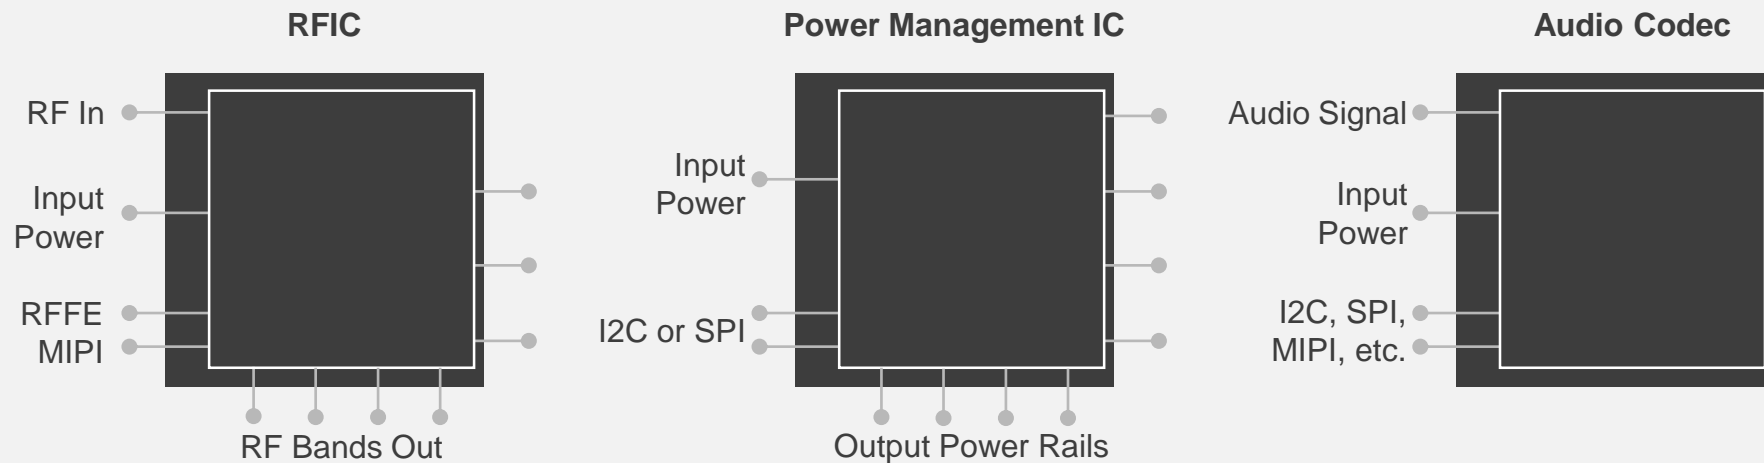 RFIC
RF In
Input
Power
RFFE
MIPI
RF Bands Out
Power Management IC
Input
Power
I2C or SPI
Output Power Rails
Audio Codec
Audio Signal
Input
Power
I2C, SPI,
MIPI, etc.